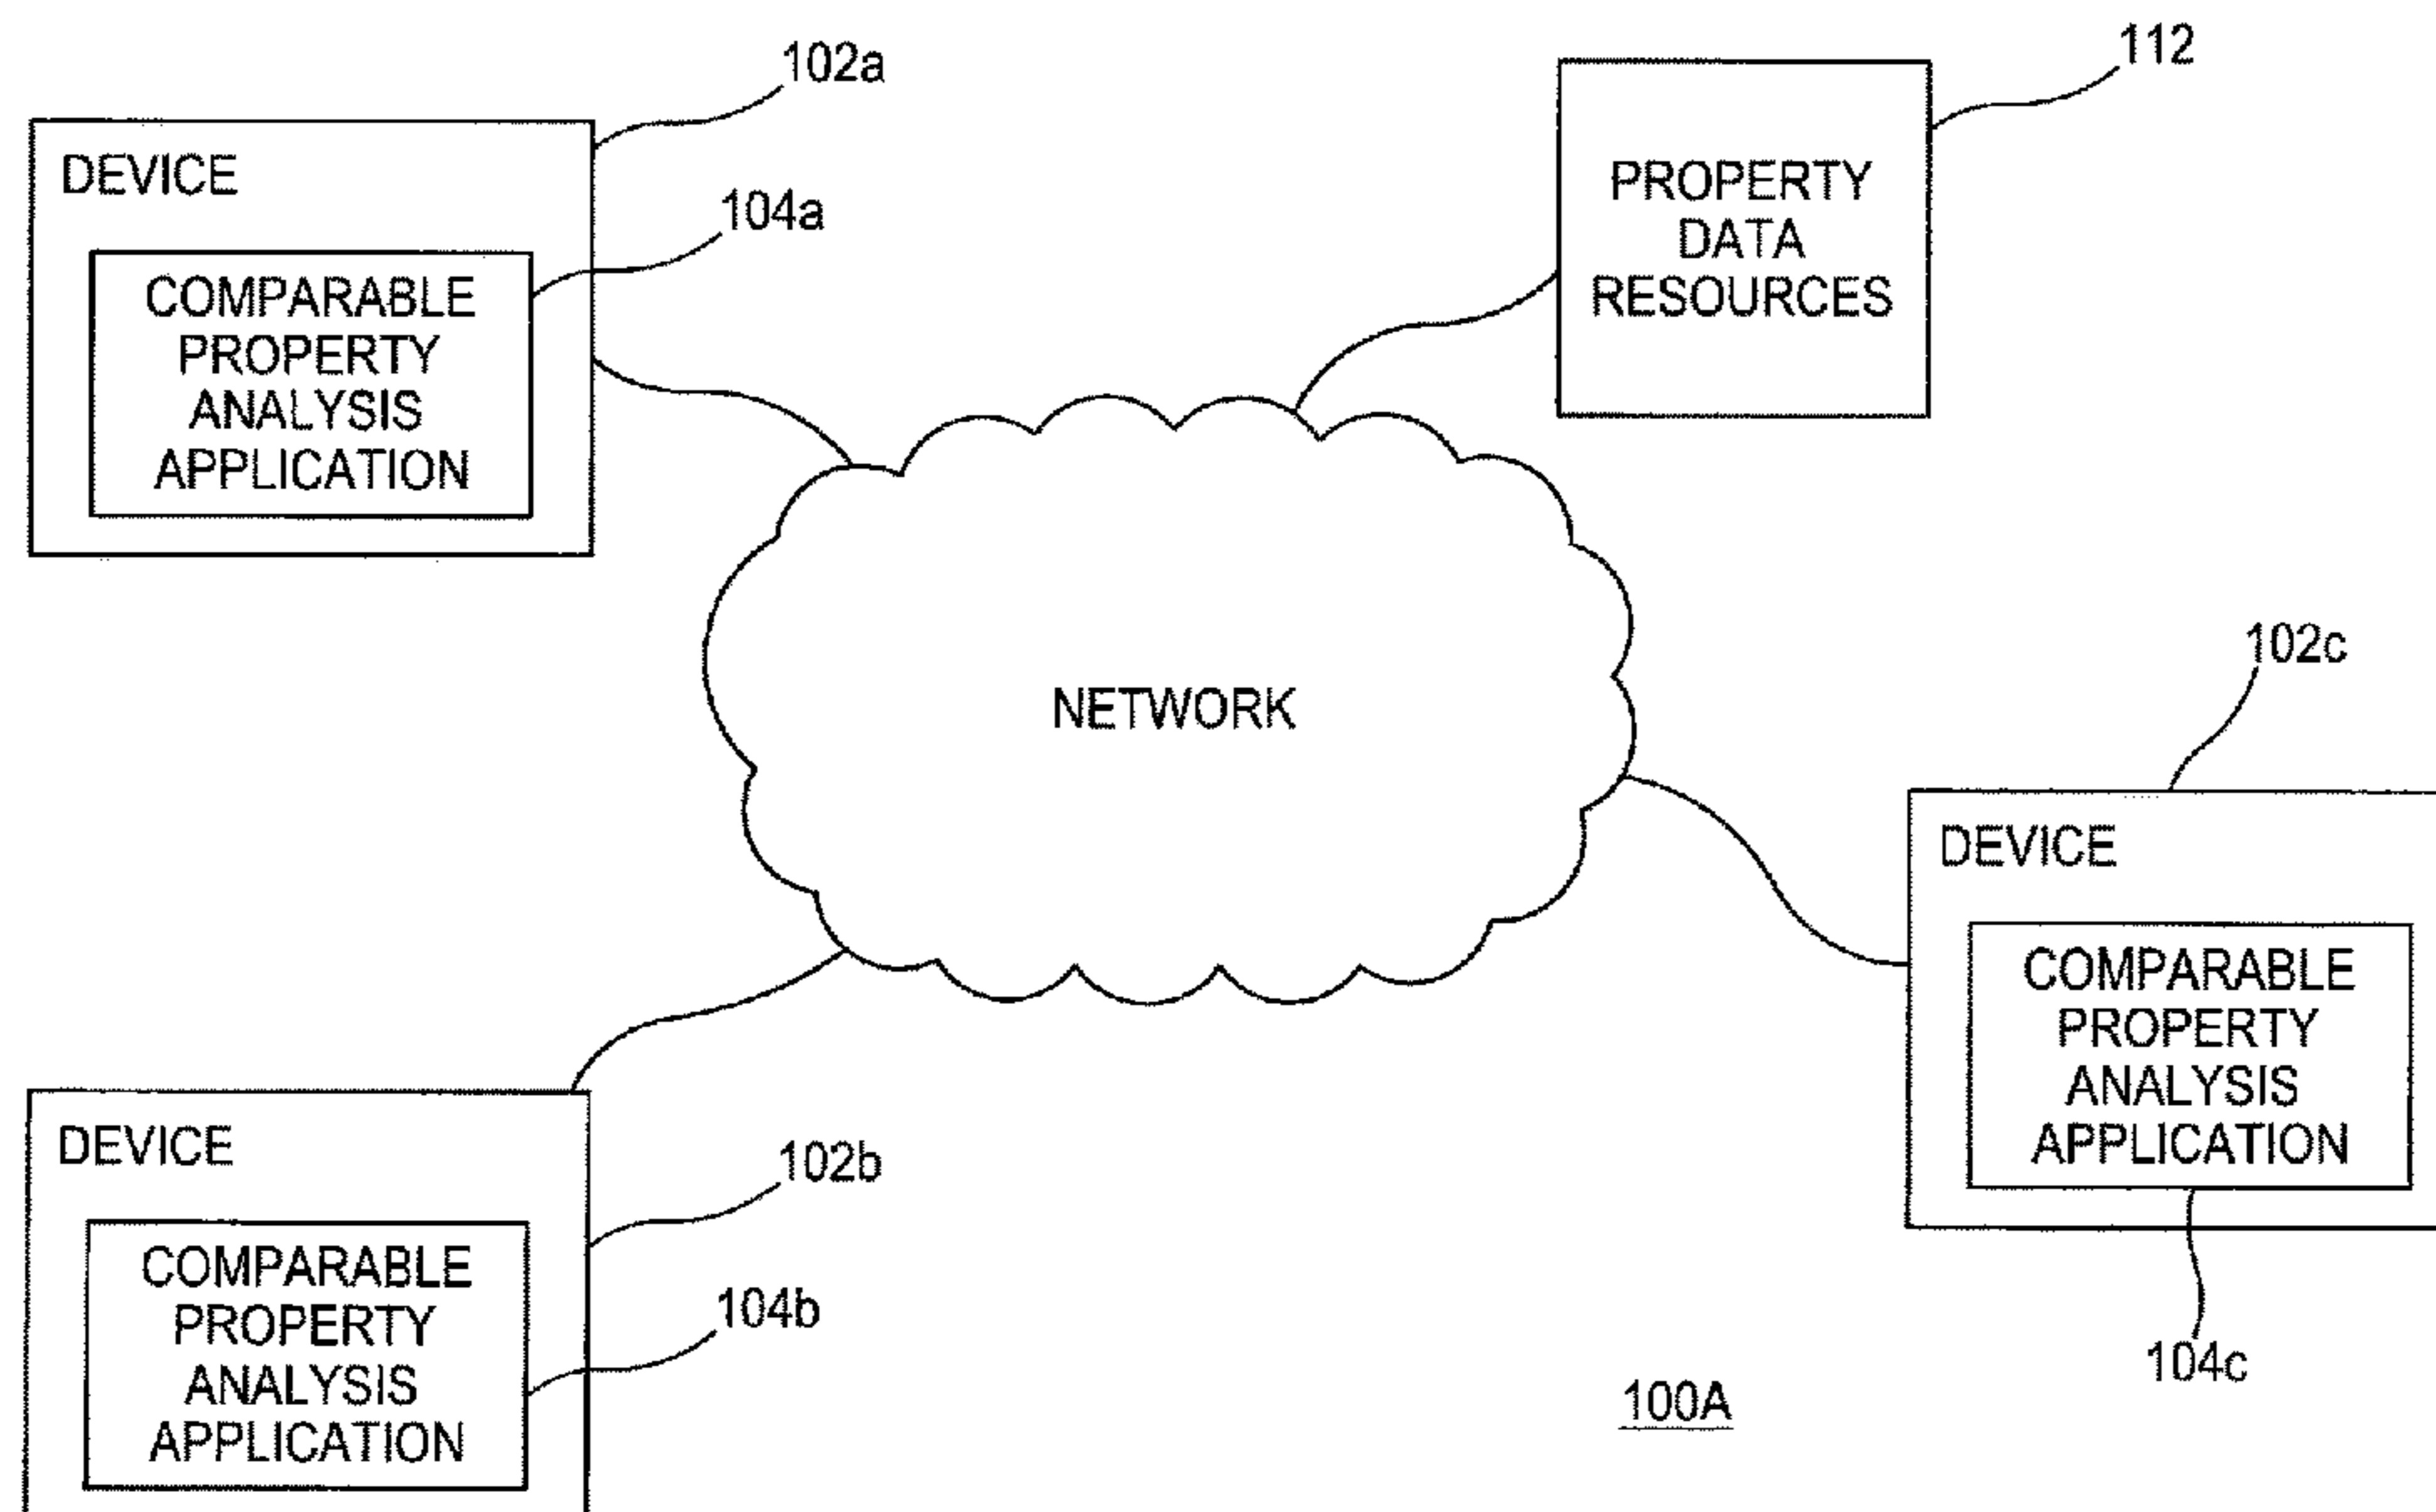 102a
DEVICE
104a
COMPARABLE
PROPERTY
ANALYSIS
APPLICATION
112
PROPERTY
DATA
RESOURCES
NETWORK
102c
DEVICE
COMPARABLE
PROPERTY
ANALYSIS
APPLICATION
104c
DEVICE
102b
COMPARABLE
PROPERTY
ANALYSIS
APPLICATION
104b
100A